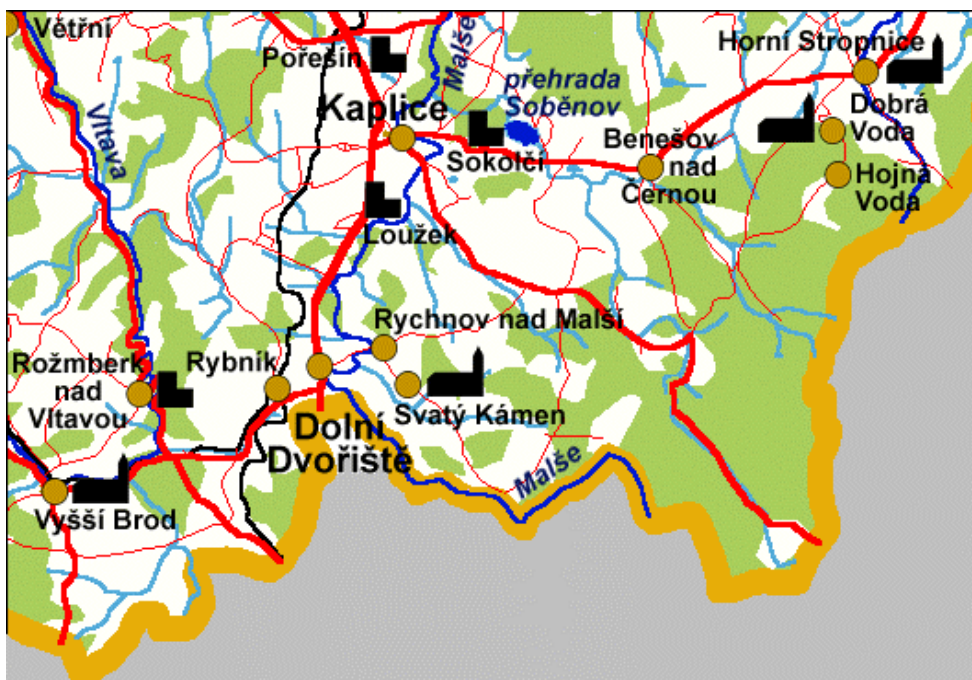 Větřní
Pořešín
Malše
Horní Stropnice
přehrada
Soběnov
Vltava
Kaplice
Dobrá
Voda
Sokolčí
Benešov
nad
Černou
Hojná
Voda
Loužek
Rychnov nad Malší
Rožmberk
nad
Vltavou
Rybník
Svatý Kámen
Dolní
Dvořiště
Malše
Vyšší Brod